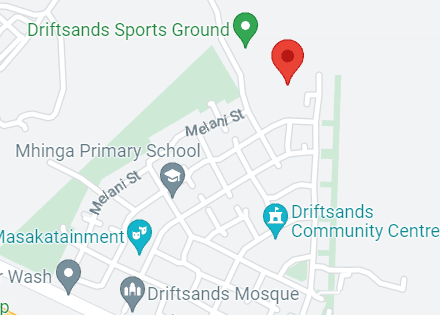 Driftsands Sports Ground
Melani St
Mhinga Primary School
Melani St
Driftsands
Community Centre
Masakatainment
r Wash
Driftsands Mosque
p